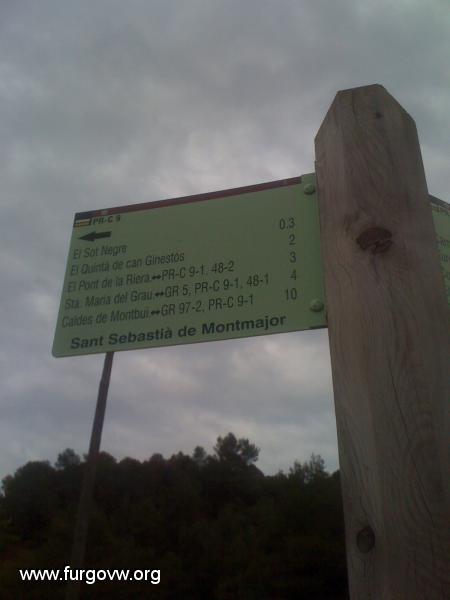 PR-C 9
El Sot Negre 0.3
El Quintà de can Ginestós 2
El Pont de la Riera.⬌PR-C 9-1, 48-2 3
Sta. Maria del Grau.⬌GR 5, PR-C 9-1, 48-1 4
Caldes de Montbui.⬌GR 97-2, PR-C 9-1 10
Sant Sebastià de Montmajor
www.furgovw.org